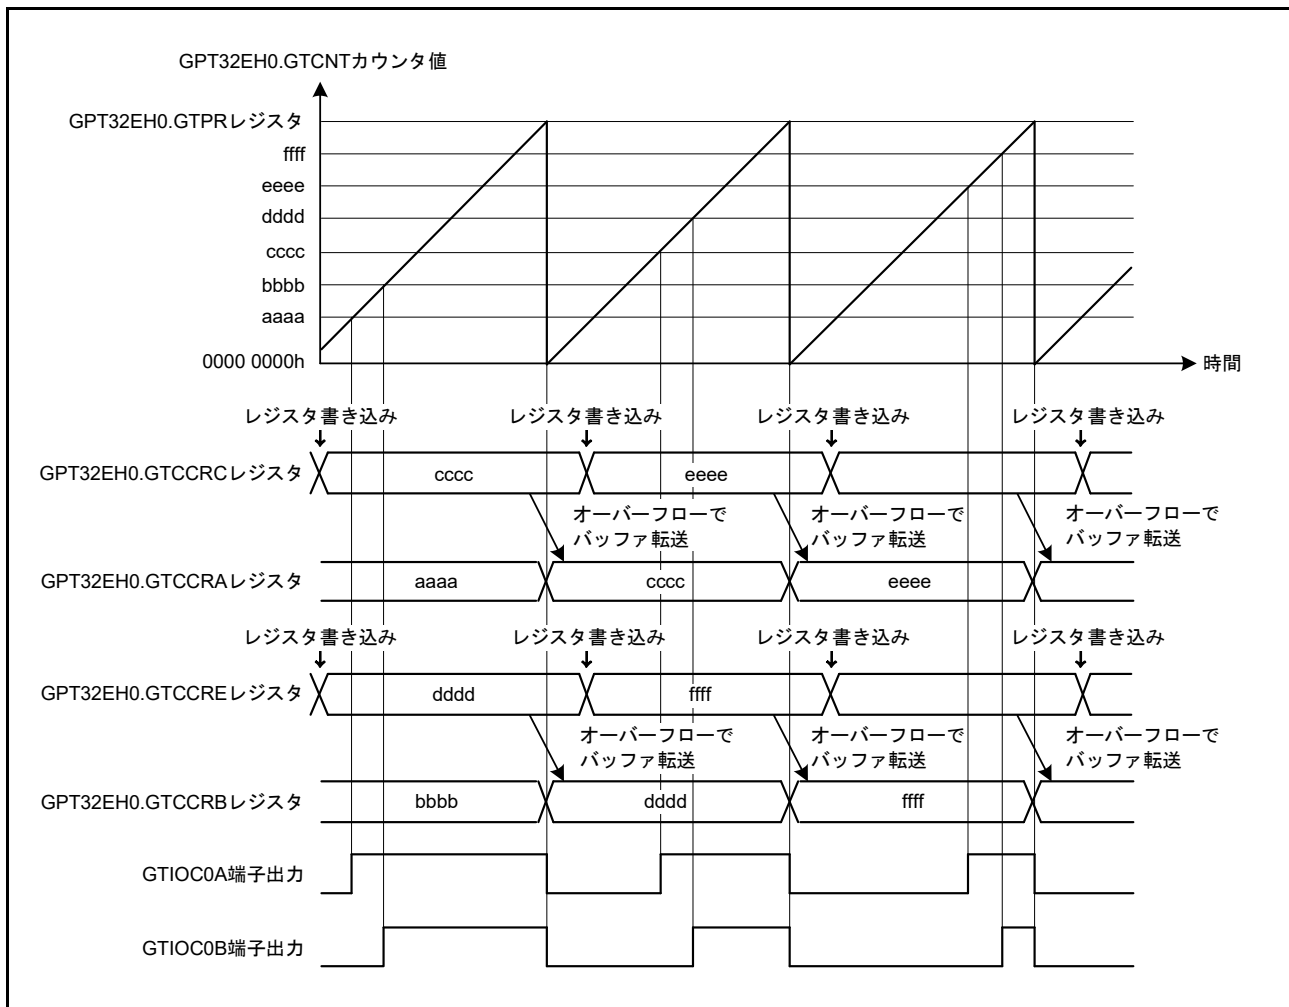 GPT32EH0.GTCNTカウンタ値
GPT32EH0.GTPRレジスタ
ffff
eeee
dddd
cccc
bbbb
aaaa
0000 0000h
時間
レジスタ書き込み レジスタ書き込み レジスタ書き込み レジスタ書き込み
GPT32EH0.GTCCRCレジスタ cccc eeee
オーバーフローで オーバーフローで オーバーフローで
バッファ転送 バッファ転送 バッファ転送
GPT32EH0.GTCCRAレジスタ aaaa cccc eeee
レジスタ書き込み レジスタ書き込み レジスタ書き込み レジスタ書き込み
GPT32EH0.GTCCREレジスタ dddd ffff
オーバーフローで オーバーフローで オーバーフローで
バッファ転送 バッファ転送 バッファ転送
GPT32EH0.GTCCRBレジスタ bbbb dddd ffff
GTIOC0A端子出力
GTIOC0B端子出力